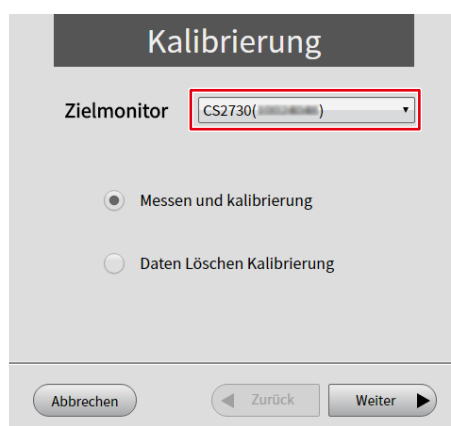 Kalibrierung
Zielmonitor CS2730( )
Messen und kalibrierung
Daten Löschen Kalibrierung
Abbrechen Zurück Weiter